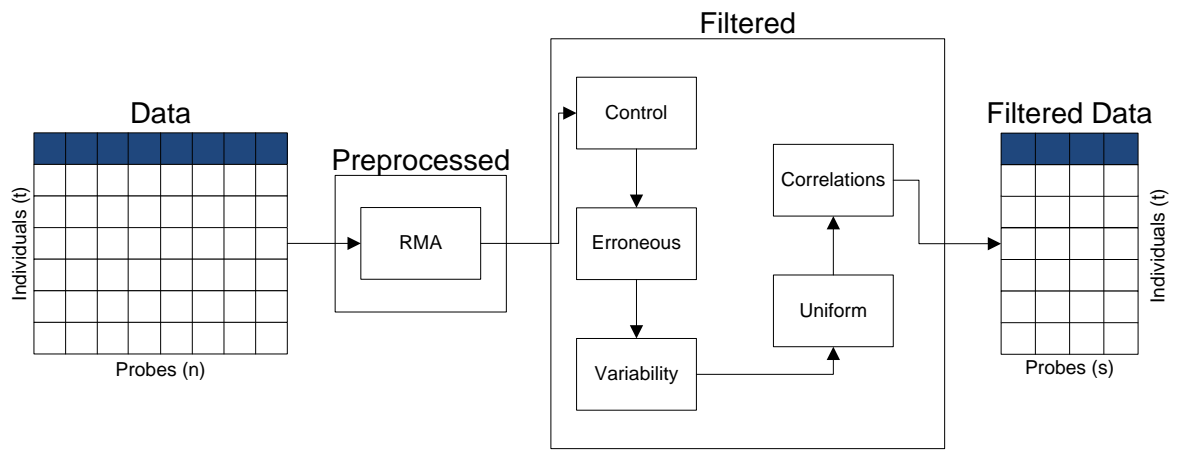 Data
Individuals (t)
Probes (n)
Preprocessed
RMA
Filtered
Control
Erroneous
Variability
Uniform
Correlations
Filtered Data
Individuals (t)
Probes (s)